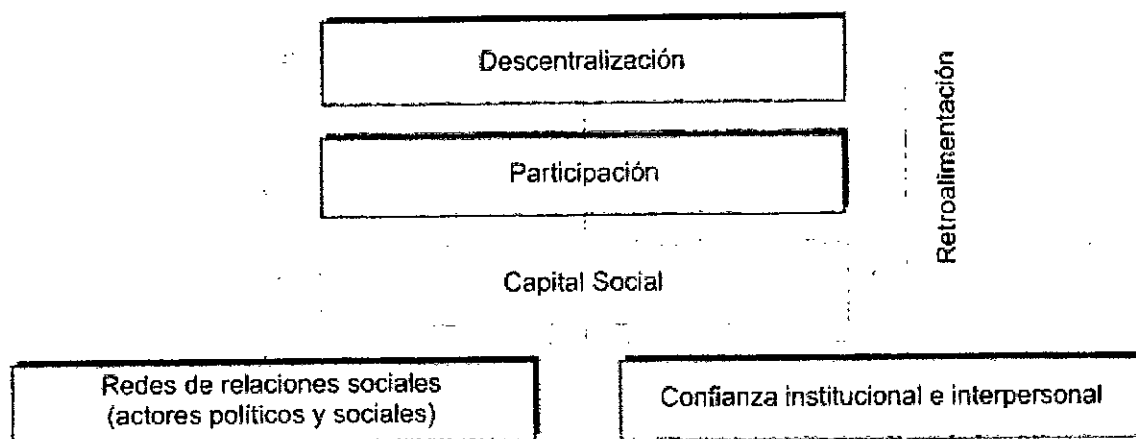 Descentralización
Participación
Retroalimentación
Capital Social
Redes de relaciones sociales
(actores políticos y sociales)
Confianza institucional e interpersonal